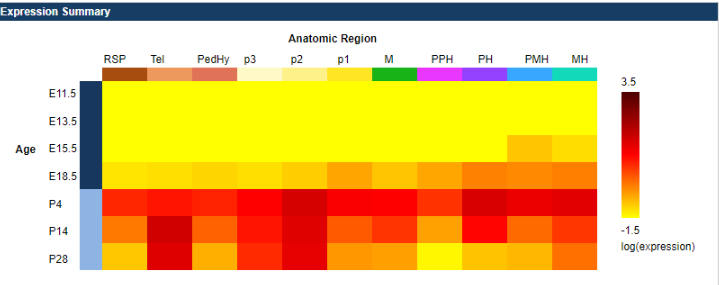 Expression Summary
Anatomic Region
RSP Tel PedHy p3 p2 p1 M PPH PH PMH MH
3.5
E11.5
E13.5
Age E15.5
E18.5
P4
P14
-1.5
log(expression)
P28